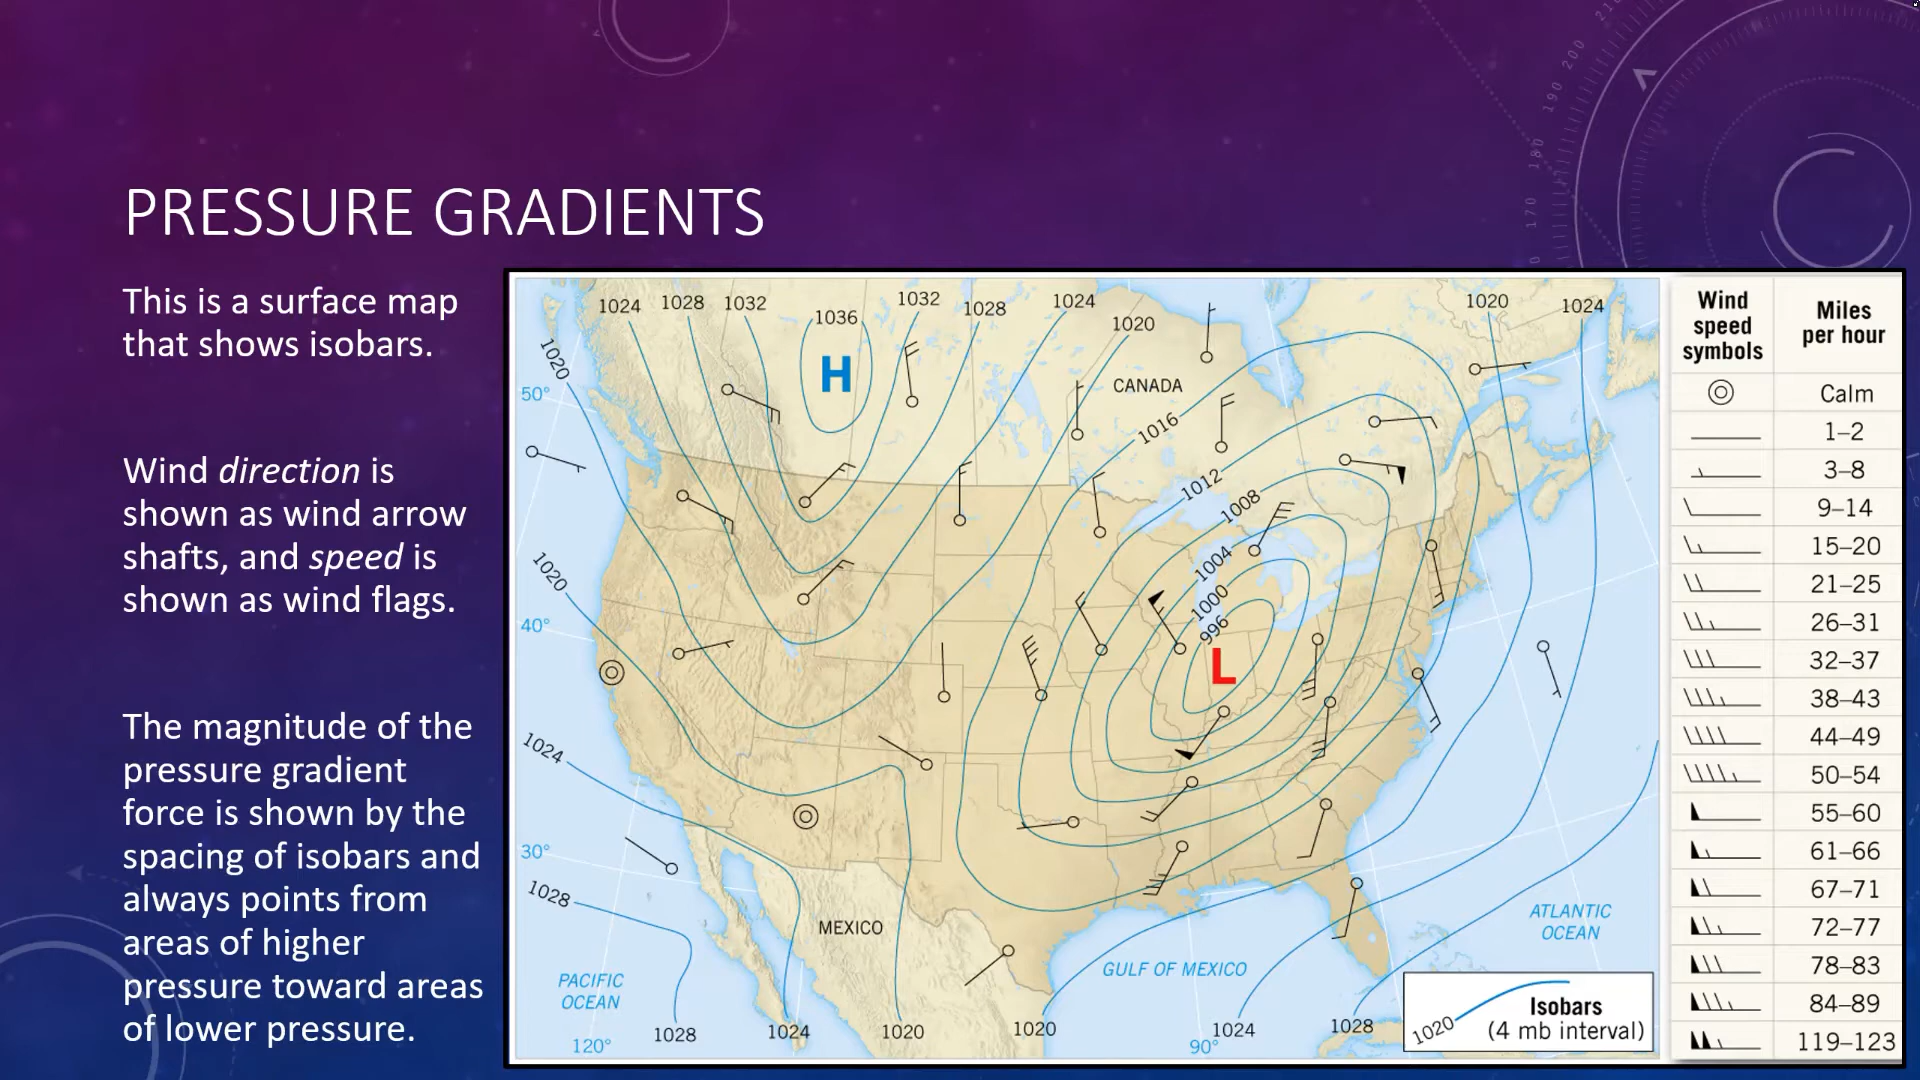 PRESSURE GRADIENTS
This is a surface map
that shows isobars.
Wind direction is
shown as wind arrow
shafts, and speed is
shown as wind flags.
The magnitude of the
pressure gradient
force is shown by the
spacing of isobars and
always points from
areas of higher
pressure toward areas
of lower pressure.
1024 1028 1032 1036 1032 1028 1024 1020 1020 1024
1020
50°
H
CANADA
1016
1012
1008
1004
1000
996
L
1020
40°
1024
30°
1028
MEXICO
PACIFIC
OCEAN
GULF OF MEXICO
ATLANTIC
OCEAN
120°
1028 1024 1020 1020 1024 1028
90°
1020
Isobars
(4 mb interval)
Wind
speed
symbols
Miles
per hour
Calm
1–2
3–8
9–14
15–20
21–25
26–31
32–37
38–43
44–49
50–54
55–60
61–66
67–71
72–77
78–83
84–89
119–123
170
180
190
200